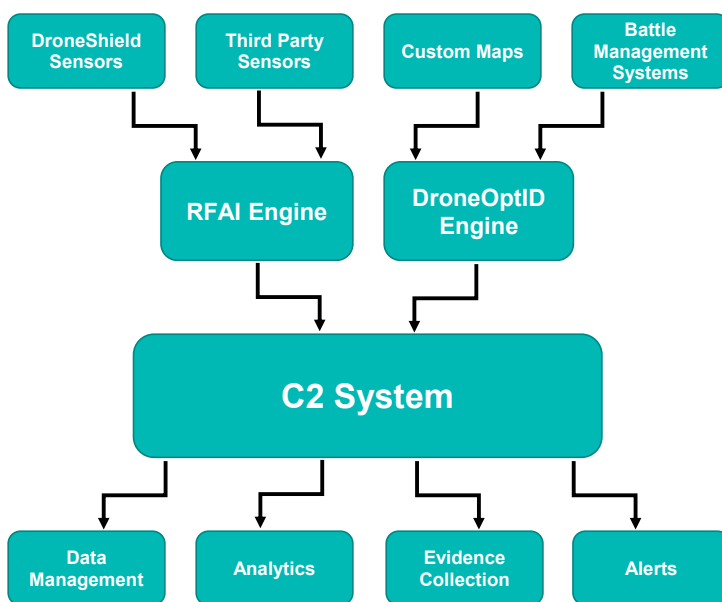 DroneShield
Sensors
Third Party
Sensors
Custom Maps
Battle
Management
Systems
RFAI Engine
DroneOptID
Engine
C2 System
Data
Management
Analytics
Evidence
Collection
Alerts